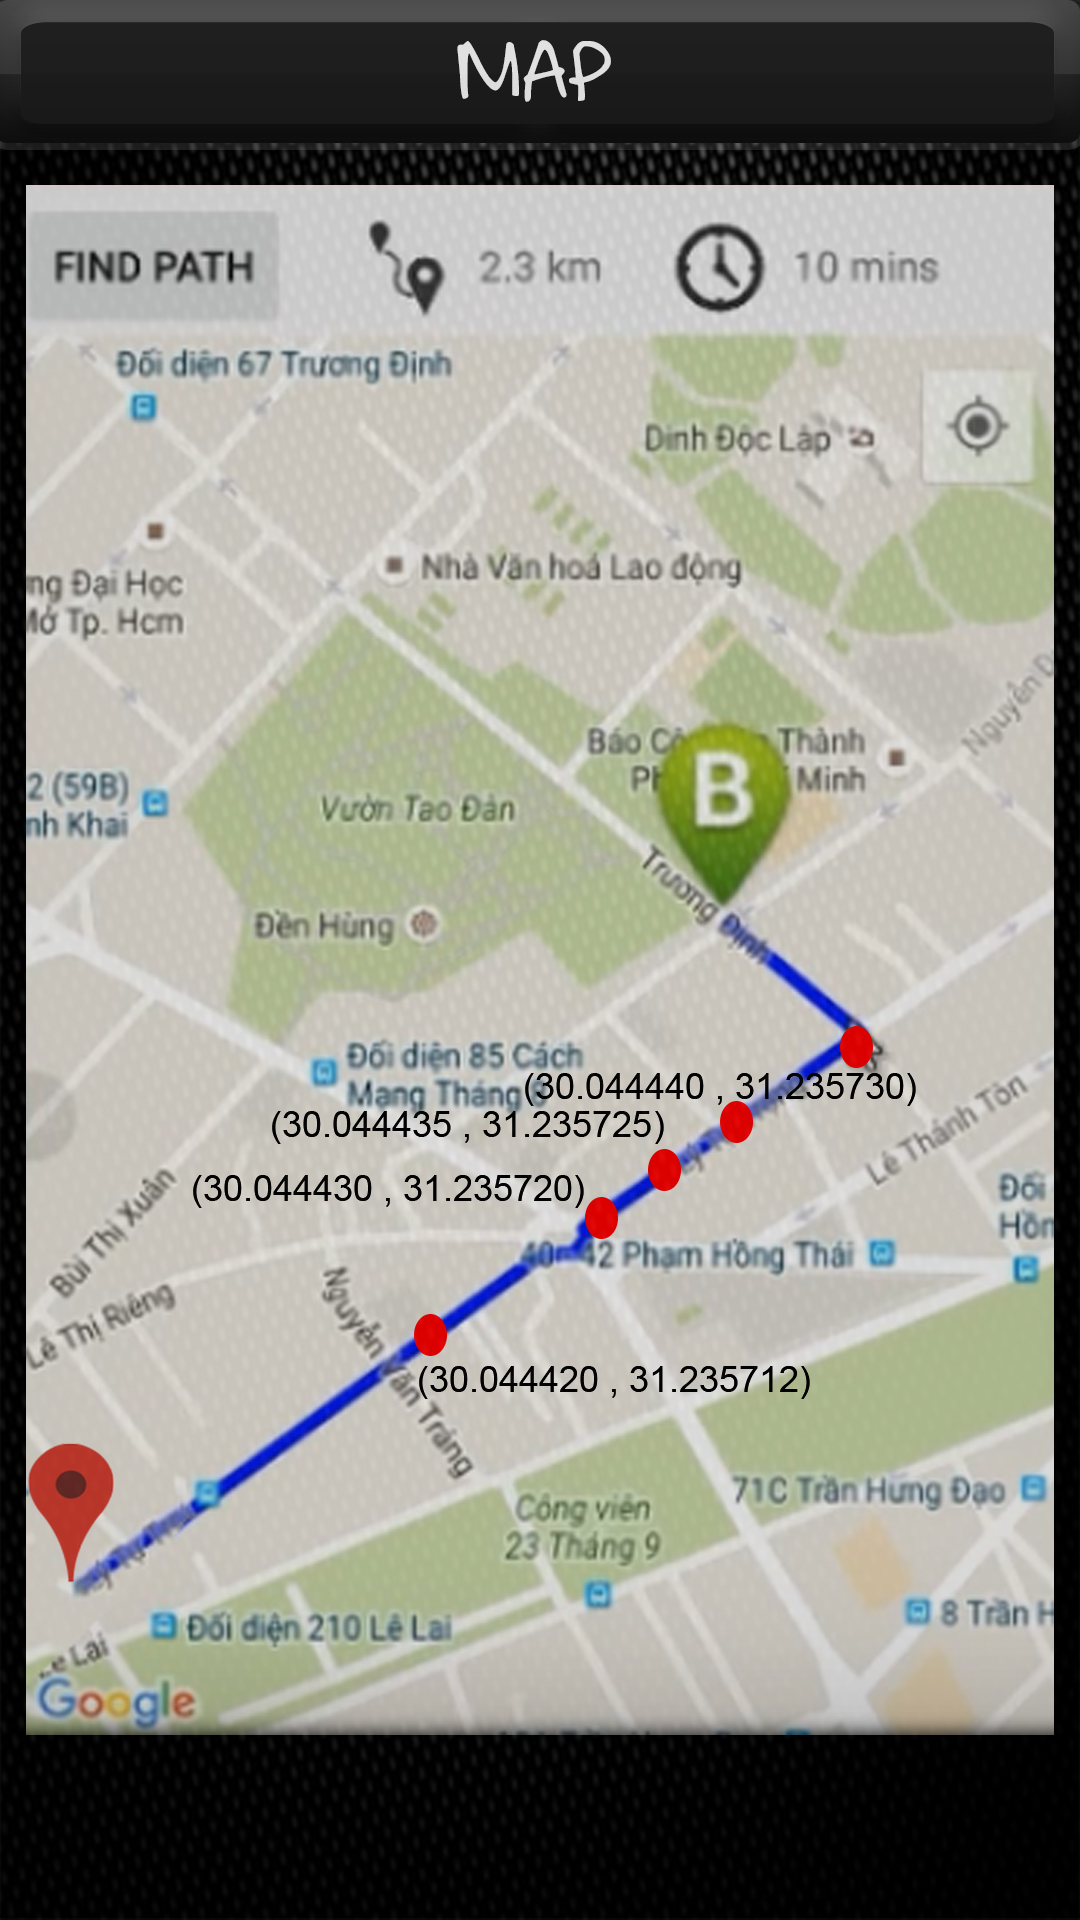 MAP
FIND PATH
2.3 km
10 mins
Đối diện 67 Trương Định
Dinh Độc Lập
Nhà Văn hoá Lao động
ng Đại Học
Mở Tp. Hcm
Nguyễn D
Báo Cô Thành
Ph Minh
B
2 (59B)
nh Khai
Vườn Tao Đàn
Trương Định
Đền Hùng
Đối diện 85 Cách
Mạng Tháng
(30.044440 , 31.235730)
(30.044435 , 31.235725)
Lê Thánh Tôn
(30.044430 , 31.235720)
Đối
Hồn
Bùi Thị Xuân
40 - 42 Phạm Hồng Thái
Lê Thị Riêng
Nguyễn Văn Tráng
(30.044420 , 31.235712)
71C Trần Hưng Đạo
Công viên
23 Tháng 9
Lý Tự
8 Trần H
Đối diện 210 Lê Lai
Lê Lai
Google